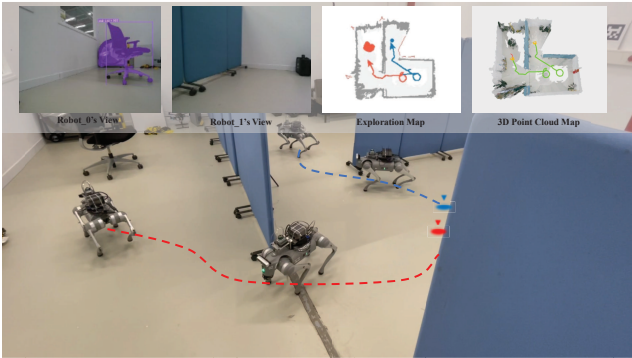 Robot_0's View
Robot_1's View
Exploration Map
3D Point Cloud Map